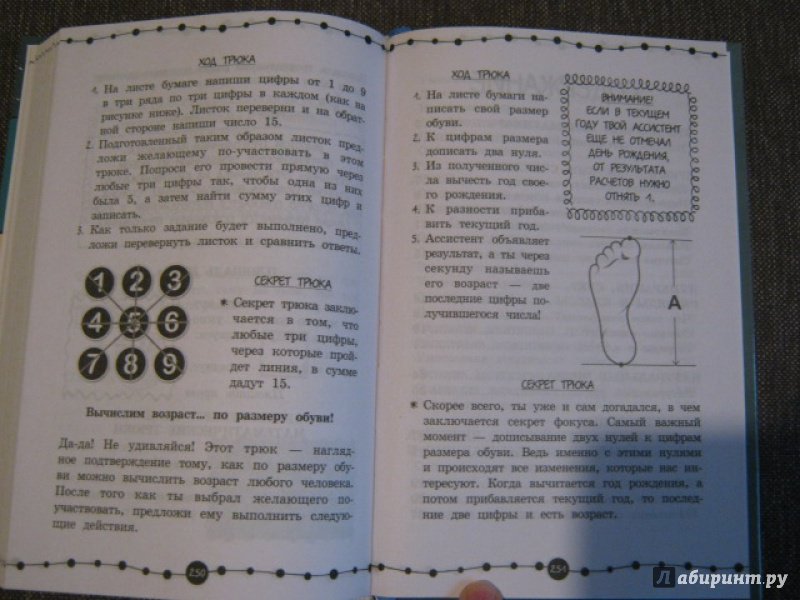 ХОД ТРЮКА
1. На листе бумаге напиши цифры от 1 до 9
в три ряда по три цифры в каждом (как на
рисунке ниже). Листок переверни и на обрат-
ной стороне напиши число 15.
2. Подготовленный таким образом листок пред-
ложи желающему по-участвовать в этом
трюке. Попроси его провести прямую через
любые три цифры так, чтобы одна из них
была 5, а затем найти сумму этих цифр и
записать.
3. Как только задание будет выполнено, пред-
ложи перевернуть листок и сравнить ответы.
1 2 3
4 5 6
7 8 9
СЕКРЕТ ТРЮКА
* Секрет трюка заклю-
чается в том, что
любые три цифры,
через которые прой-
дет линия, в сумме
дадут 15.
Вычислим возраст... по размеру обуви!
Да-да! Не удивляйся! Этот трюк — нагляд-
ное подтверждение тому, как по размеру обу-
ви можно вычислить возраст любого человека.
После того как ты выбрал желающего по-
участвовать, предложи ему выполнить следую-
щие действия.
250
ХОД ТРЮКА
1. На листе бумаги на-
писать свой размер
обуви.
2. К цифрам размера
дописать два нуля.
3. Из полученного чис-
ла вычесть год свое-
го рождения.
4. К разности приба-
вить текущий год.
5. Ассистент объявляет
результат, а ты через
секунду называешь
его возраст — две
последние цифры по-
лучившегося числа!
ВНИМАНИЕ!
ЕСЛИ В ТЕКУЩЕМ
ГОДУ ТВОЙ АССИСТЕНТ
ЕЩЕ НЕ ОТМЕЧАЛ
ДЕНЬ РОЖДЕНИЯ,
ОТ РЕЗУЛЬТАТА
РАСЧЕТОВ НУЖНО
ОТНЯТЬ 1.
А
СЕКРЕТ ТРЮКА
* Скорее всего, ты уже и сам догадался, в чем
заключается секрет фокуса. Самый важный
момент — дописывание двух нулей к цифрам
размера обуви. Ведь именно с этими нулями
и происходят все изменения, которые нас ин-
тересуют. Когда вычитается год рождения, а
потом прибавляется текущий год, то послед-
ние две цифры и есть возраст.
251
Лабиринт.ру